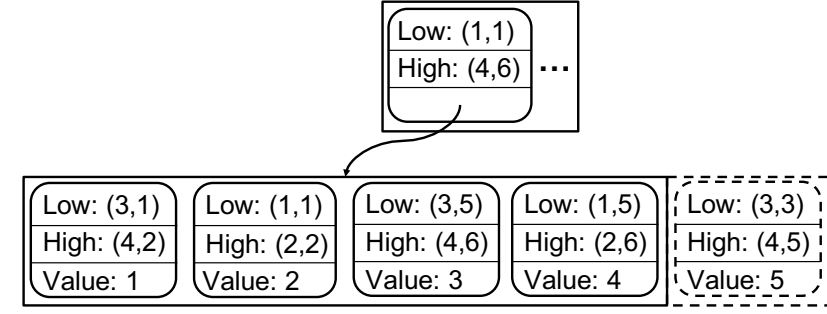 Low: (1,1)
High: (4,6)
...
Low: (3,1)
High: (4,2)
Value: 1
Low: (1,1)
High: (2,2)
Value: 2
Low: (3,5)
High: (4,6)
Value: 3
Low: (1,5)
High: (2,6)
Value: 4
Low: (3,3)
High: (4,5)
Value: 5